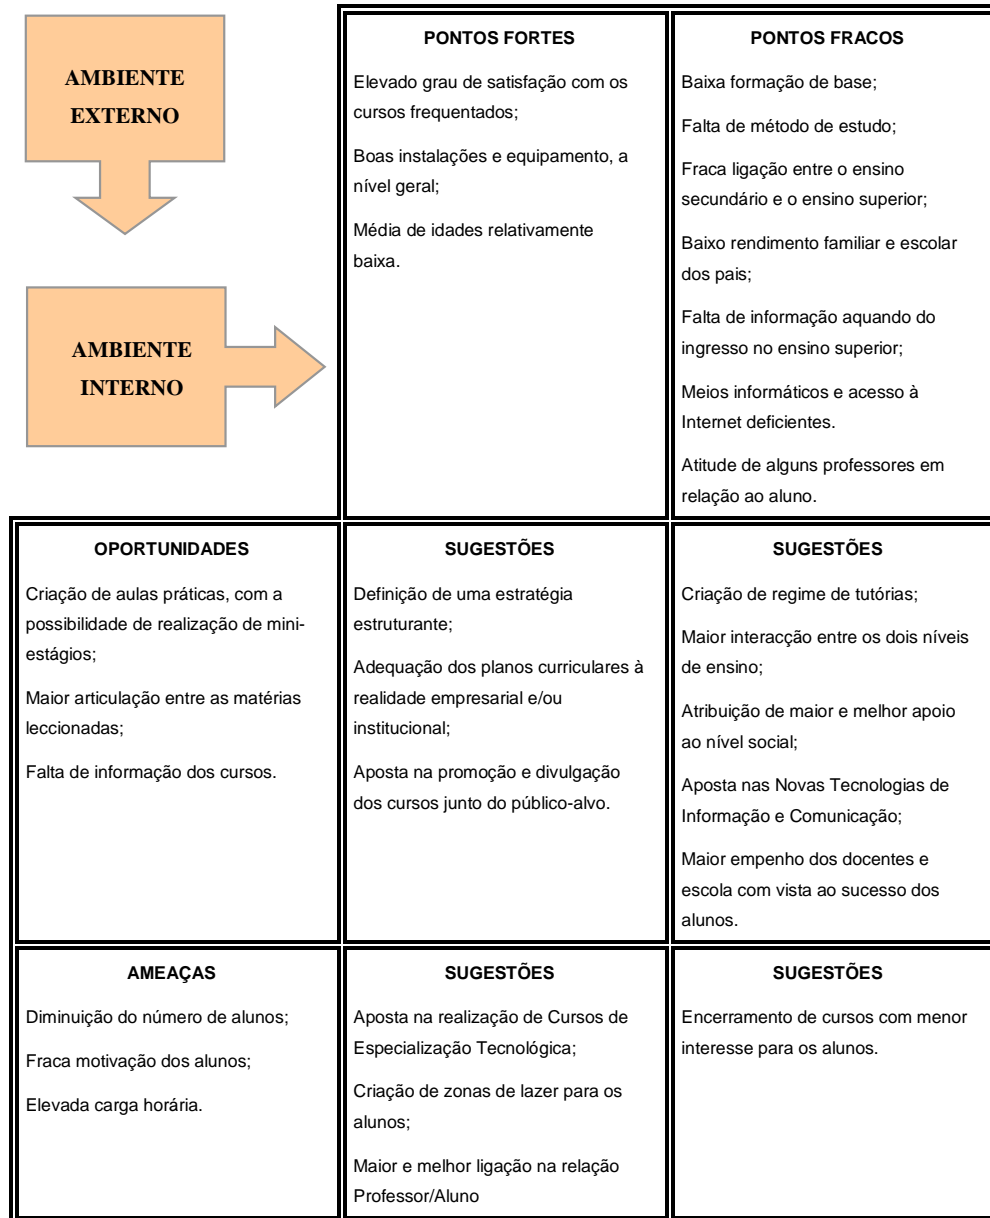 AMBIENTE
EXTERNO
AMBIENTE
INTERNO
PONTOS FORTES
Elevado grau de satisfação com os
cursos frequentados;
Boas instalações e equipamento, a
nível geral;
Média de idades relativamente
baixa.
PONTOS FRACOS
Baixa formação de base;
Falta de método de estudo;
Fraca ligação entre o ensino
secundário e o ensino superior;
Baixo rendimento familiar e escolar
dos pais;
Falta de informação aquando do
ingresso no ensino superior;
Meios informáticos e acesso à
Internet deficientes.
Atitude de alguns professores em
relação ao aluno.
OPORTUNIDADES
Criação de aulas práticas, com a
possibilidade de realização de mini-
estágios;
Maior articulação entre as matérias
leccionadas;
Falta de informação dos cursos.
SUGESTÕES
Definição de uma estratégia
estruturante;
Adequação dos planos curriculares à
realidade empresarial e/ou
institucional;
Aposta na promoção e divulgação
dos cursos junto do público-alvo.
SUGESTÕES
Criação de regime de tutórias;
Maior interacção entre os dois níveis
de ensino;
Atribuição de maior e melhor apoio
ao nível social;
Aposta nas Novas Tecnologias de
Informação e Comunicação;
Maior empenho dos docentes e
escola com vista ao sucesso dos
alunos.
AMEAÇAS
Diminuição do número de alunos;
Fraca motivação dos alunos;
Elevada carga horária.
SUGESTÕES
Aposta na realização de Cursos de
Especialização Tecnológica;
Criação de zonas de lazer para os
alunos;
Maior e melhor ligação na relação
Professor/Aluno
SUGESTÕES
Encerramento de cursos com menor
interesse para os alunos.